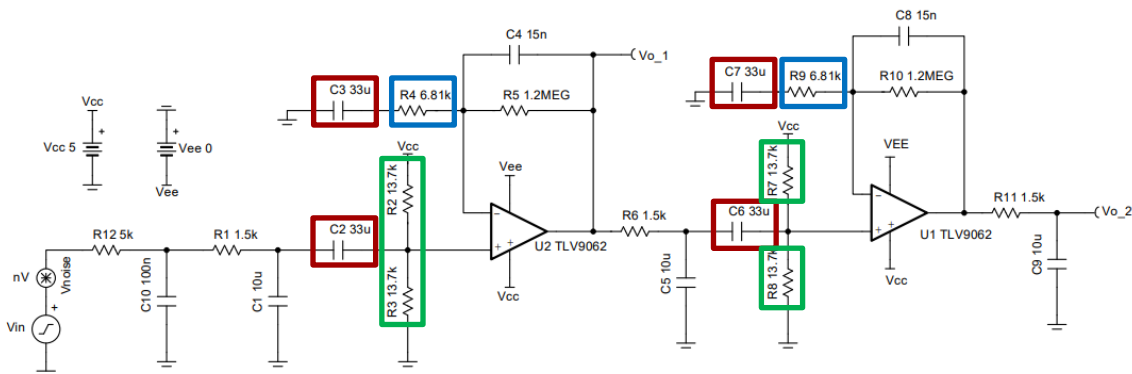 C8 15n
C4 15n
Vo_1
C7 33u
R9 6.81k
C3 33u
R4 6.81k
R10 1.2MEG
R5 1.2MEG
Vcc
+
Vcc 5
+
Vee 0
Vee
Vcc
R2 13.7k
Vee
Vcc
R7 13.7k
VEE
C2 33u
−
+
+
U2 TLV9062
R6 1.5k
C6 33u
−
+
+
U1 TLV9062
R11 1.5k
Vo_2
R12 5k
R1 1.5k
R3 13.7k
Vcc
R8 13.7k
Vcc
nV
Vnoise
C10 100n
C1 10u
C5 10u
C9 10u
+
Vin